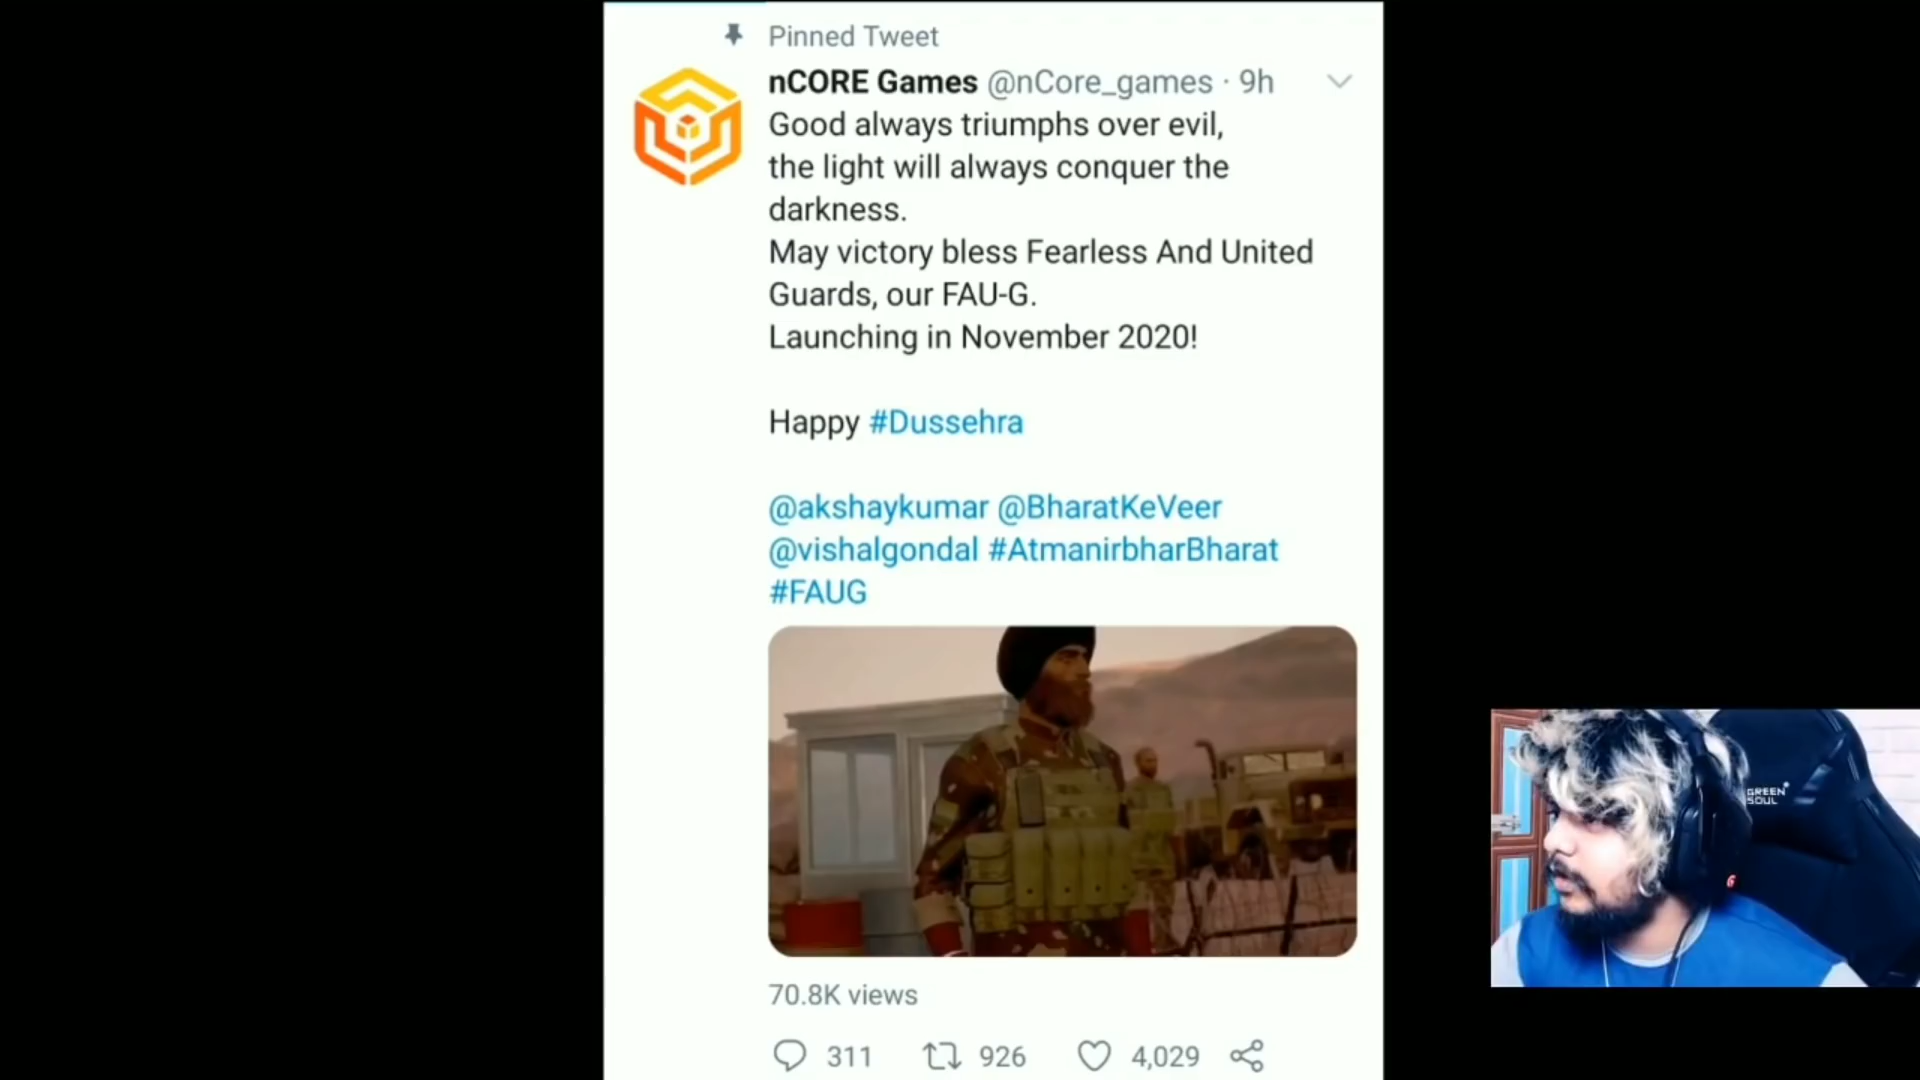 Pinned Tweet
nCORE Games @nCore_games · 9h
Good always triumphs over evil,
the light will always conquer the
darkness.
May victory bless Fearless And United
Guards, our FAU-G.
Launching in November 2020!
Happy #Dussehra
@akshaykumar @BharatKeVeer
@vishalgondal #AtmanirbharBharat
#FAUG
70.8K views
311 926 4,029
GREEN
SOUL